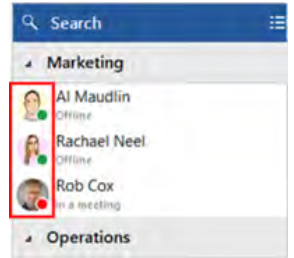 Search
Marketing
Al Maudlin
Offline
Rachael Neel
Offline
Rob Cox
in a meeting
Operations